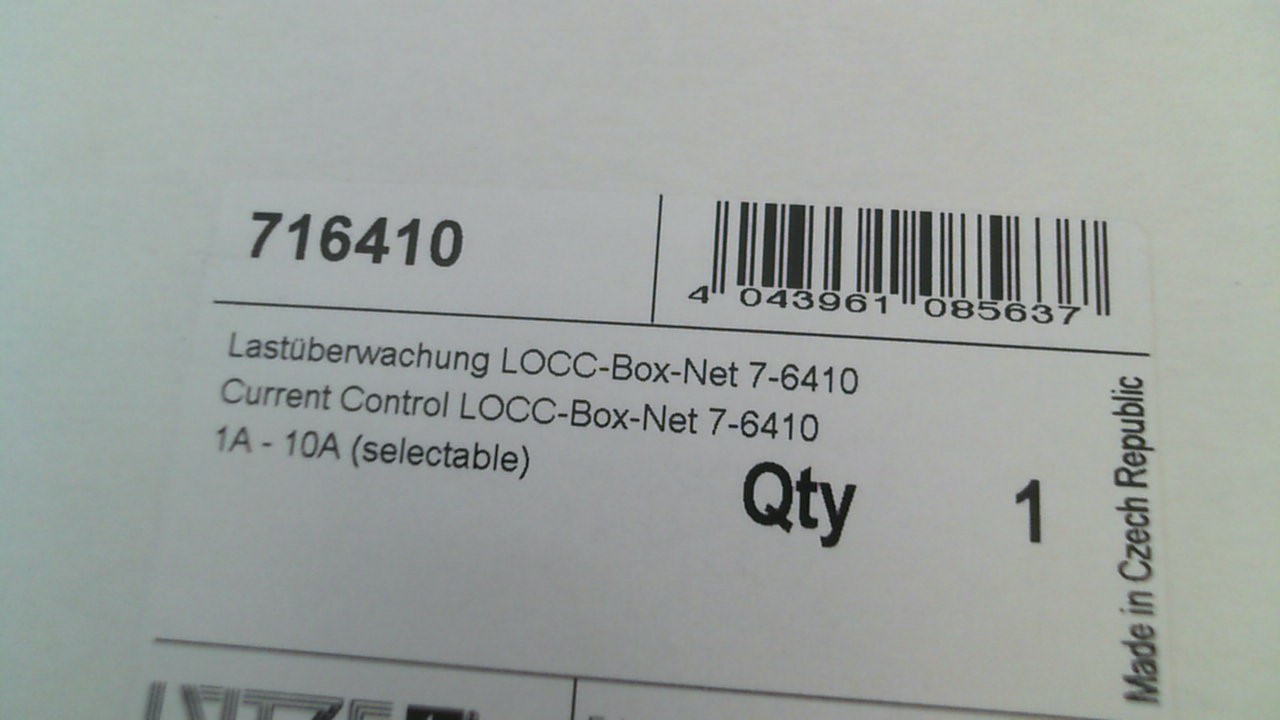 716410
4 043961 085637
Lastüberwachung LOCC-Box-Net 7-6410
Current Control LOCC-Box-Net 7-6410
1A - 10A (selectable)
Qty 1
Made in Czech Republic